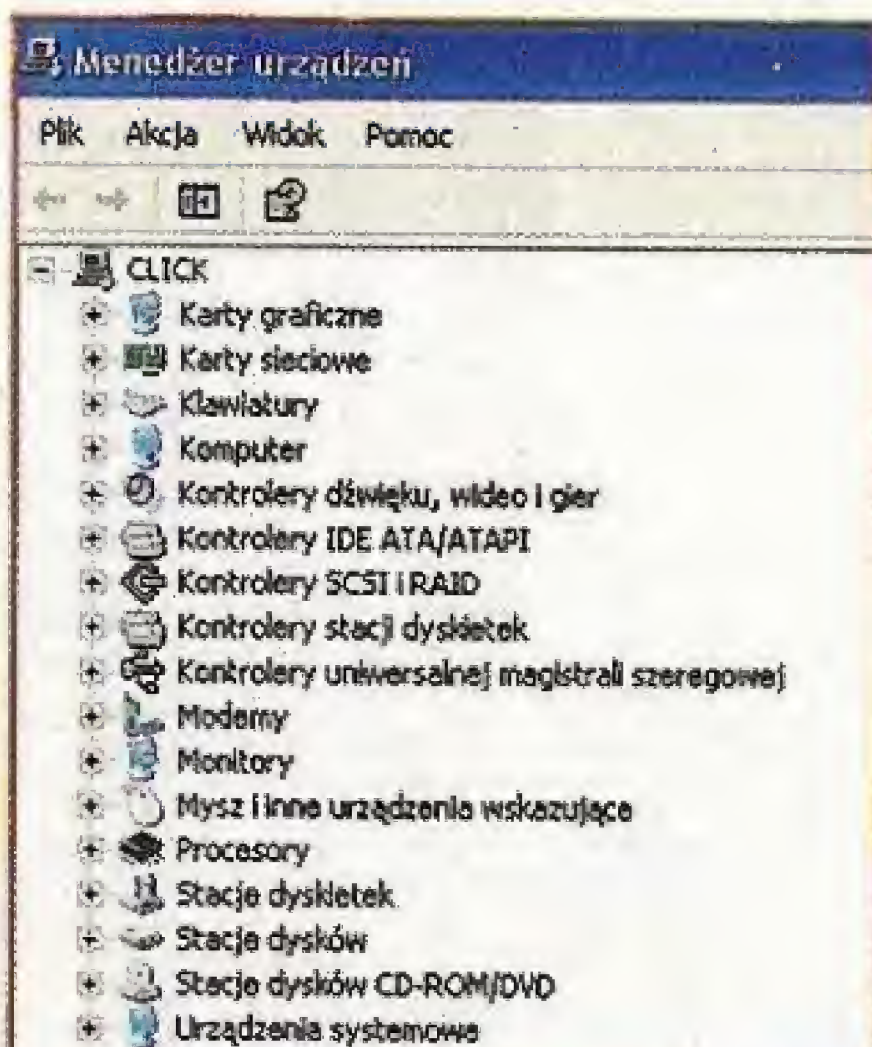 Menedżer urządzeń
Plik Akcja Widok Pomoc
CLICK
Karty graficzne
Karty sieciowe
Klawiatury
Komputer
Kontrolery dźwięku, wideo i gier
Kontrolery IDE ATA/ATAPI
Kontrolery SCSI i RAID
Kontrolery stacji dyskietek
Kontrolery uniwersalnej magistrali szeregowej
Modemy
Monitory
Mysz i inne urządzenia wskazujące
Procesory
Stacje dyskietek
Stacje dysków
Stacje dysków CD-ROM/DVD
Urządzenia systemowe